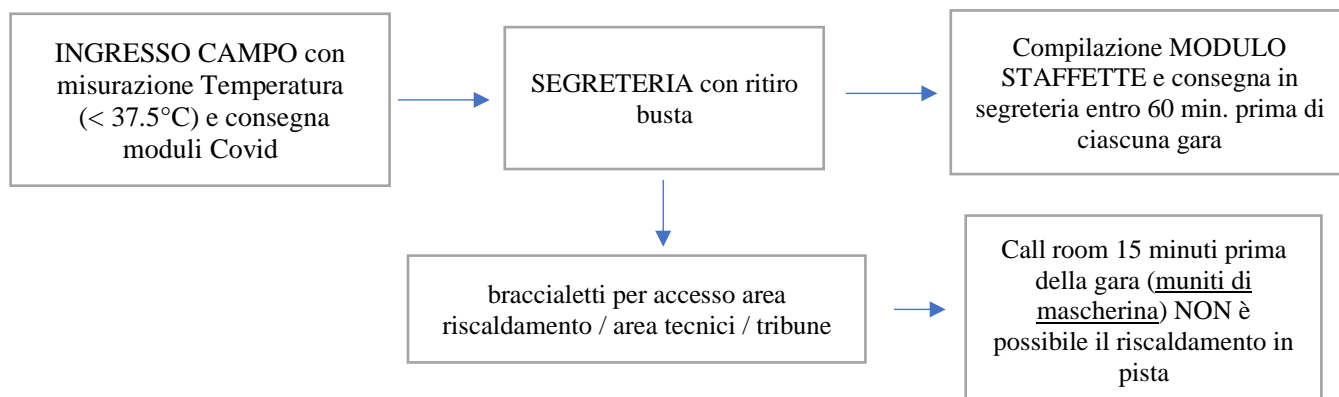 INGRESSO CAMPO con
misurazione Temperatura
(< 37.5°C) e consegna
moduli Covid
SEGRETERIA con ritiro
busta
Compilazione MODULO
STAFFETTE e consegna in
segreteria entro 60 min. prima di
ciascuna gara
braccialetti per accesso area
riscaldamento / area tecnici / tribune
Call room 15 minuti prima
della gara (muniti di
mascherina) NON è
possibile il riscaldamento in
pista